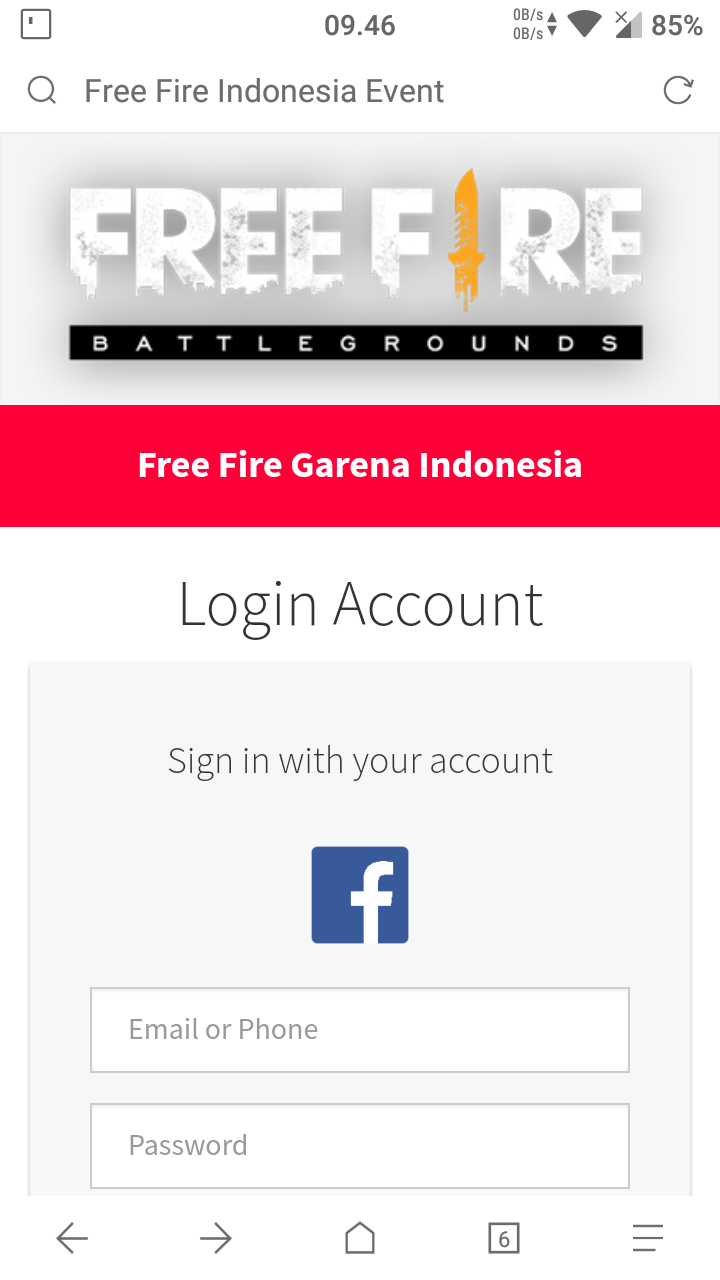 09.46
0B/s
0B/s
85%
Free Fire Indonesia Event
FREE FIRE
BATTLEGROUNDS
Free Fire Garena Indonesia
Login Account
Sign in with your account
f
Email or Phone
Password
6